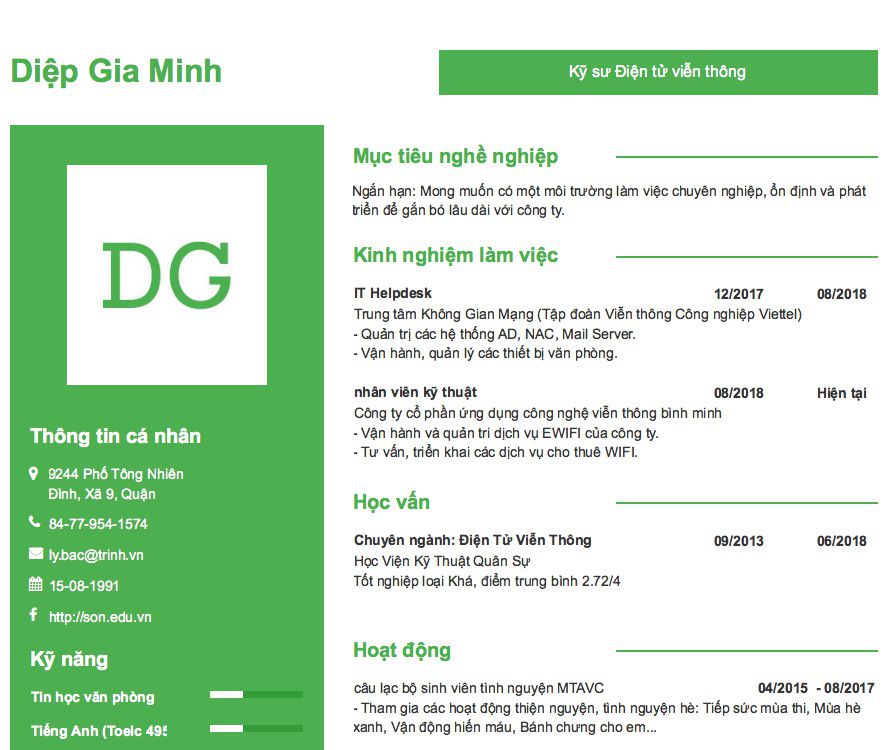 Diệp Gia Minh
Kỹ sư Điện tử viễn thông
DG
Thông tin cá nhân
9244 Phố Tông Nhiên
Đình, Xã 9, Quận
84-77-954-1574
ly.bac@trinh.vn
15-08-1991
http://son.edu.vn
Kỹ năng
Tin học văn phòng
Tiếng Anh (Toeic 495
Mục tiêu nghề nghiệp
Ngắn hạn: Mong muốn có một môi trường làm việc chuyên nghiệp, ổn định và phát
triển để gắn bó lâu dài với công ty.
Kinh nghiệm làm việc
IT Helpdesk 12/2017 08/2018
Trung tâm Không Gian Mạng (Tập đoàn Viễn thông Công nghiệp Viettel)
- Quản trị các hệ thống AD, NAC, Mail Server.
- Vận hành, quản lý các thiết bị văn phòng.
nhân viên kỹ thuật 08/2018 Hiện tại
Công ty cổ phần ứng dụng công nghệ viễn thông bình minh
- Vận hành và quản tri dịch vụ EWIFI của công ty.
- Tư vấn, triển khai các dịch vụ cho thuê WIFI.
Học vấn
Chuyên ngành: Điện Tử Viễn Thông 09/2013 06/2018
Học Viện Kỹ Thuật Quân Sự
Tốt nghiệp loại Khá, điểm trung bình 2.72/4
Hoạt động
câu lạc bộ sinh viên tình nguyện MTAVC 04/2015 - 08/2017
- Tham gia các hoạt động thiện nguyện, tình nguyện hè: Tiếp sức mùa thi, Mùa hè
xanh, Vận động hiến máu, Bánh chưng cho em...